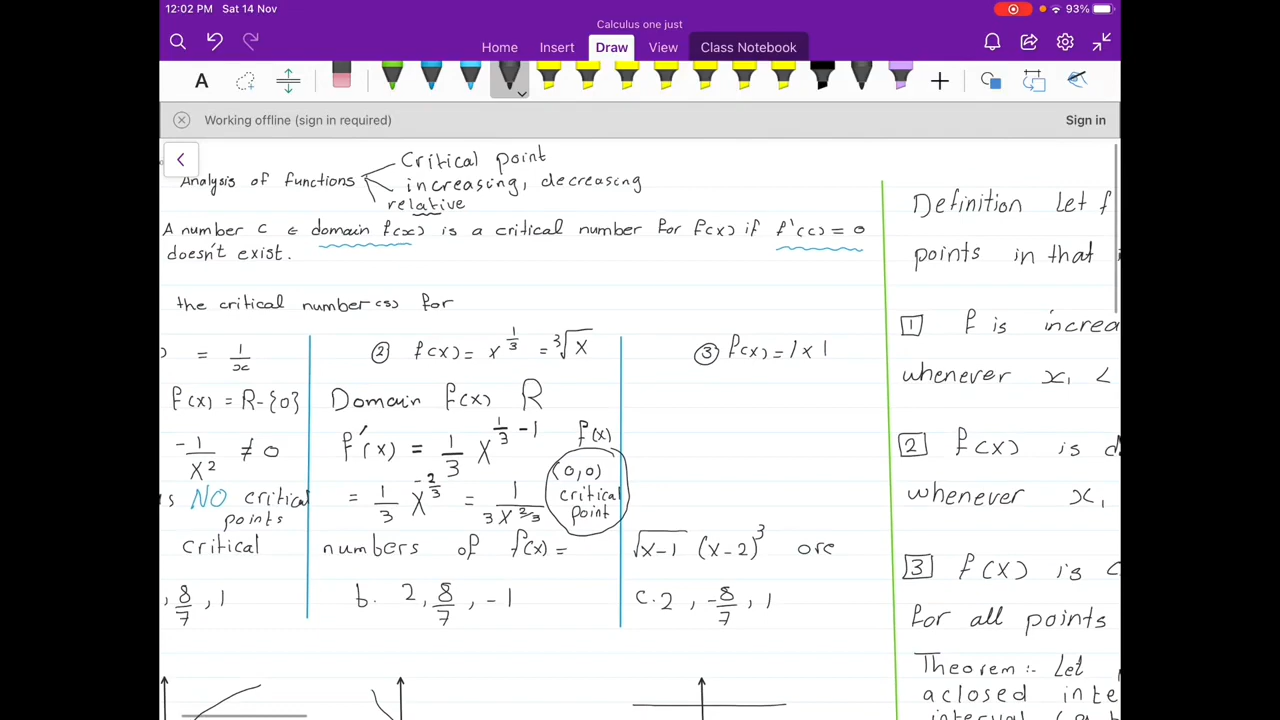 12:02 PM Sat 14 Nov
93%
Calculus one just
Home Insert Draw View Class Notebook
A
Working offline (sign in required)
Sign in
Analysis of functions
Critical point
increasing, decreasing
relative
A number c ∈ domain f(x) is a critical number for f(x) if f'(c) = 0
doesn't exist.
the critical number(s) for
= 1/x
f(x) = R-{0}
-1/x² ≠ 0
NO critical
points
② f(x) = x^(1/3) = ³√x
Domain f(x) R
f'(x) = 1/3 x^(1/3 - 1)
= 1/3 x^(-2/3) = 1/(3x^(2/3))
f(x)
(0,0)
critical
point
③ f(x) = |x|
critical numbers of f(x) = √(x-1) (x-2)³ are
, 8/7, 1 b. 2, 8/7, -1 c. 2, -8/7, 1
Definition Let f
points in that
1 f is increa
whenever x₁ <
2 f(x) is d
whenever x₁
3 f(x) is c
for all points
Theorem :- Let
a closed inte